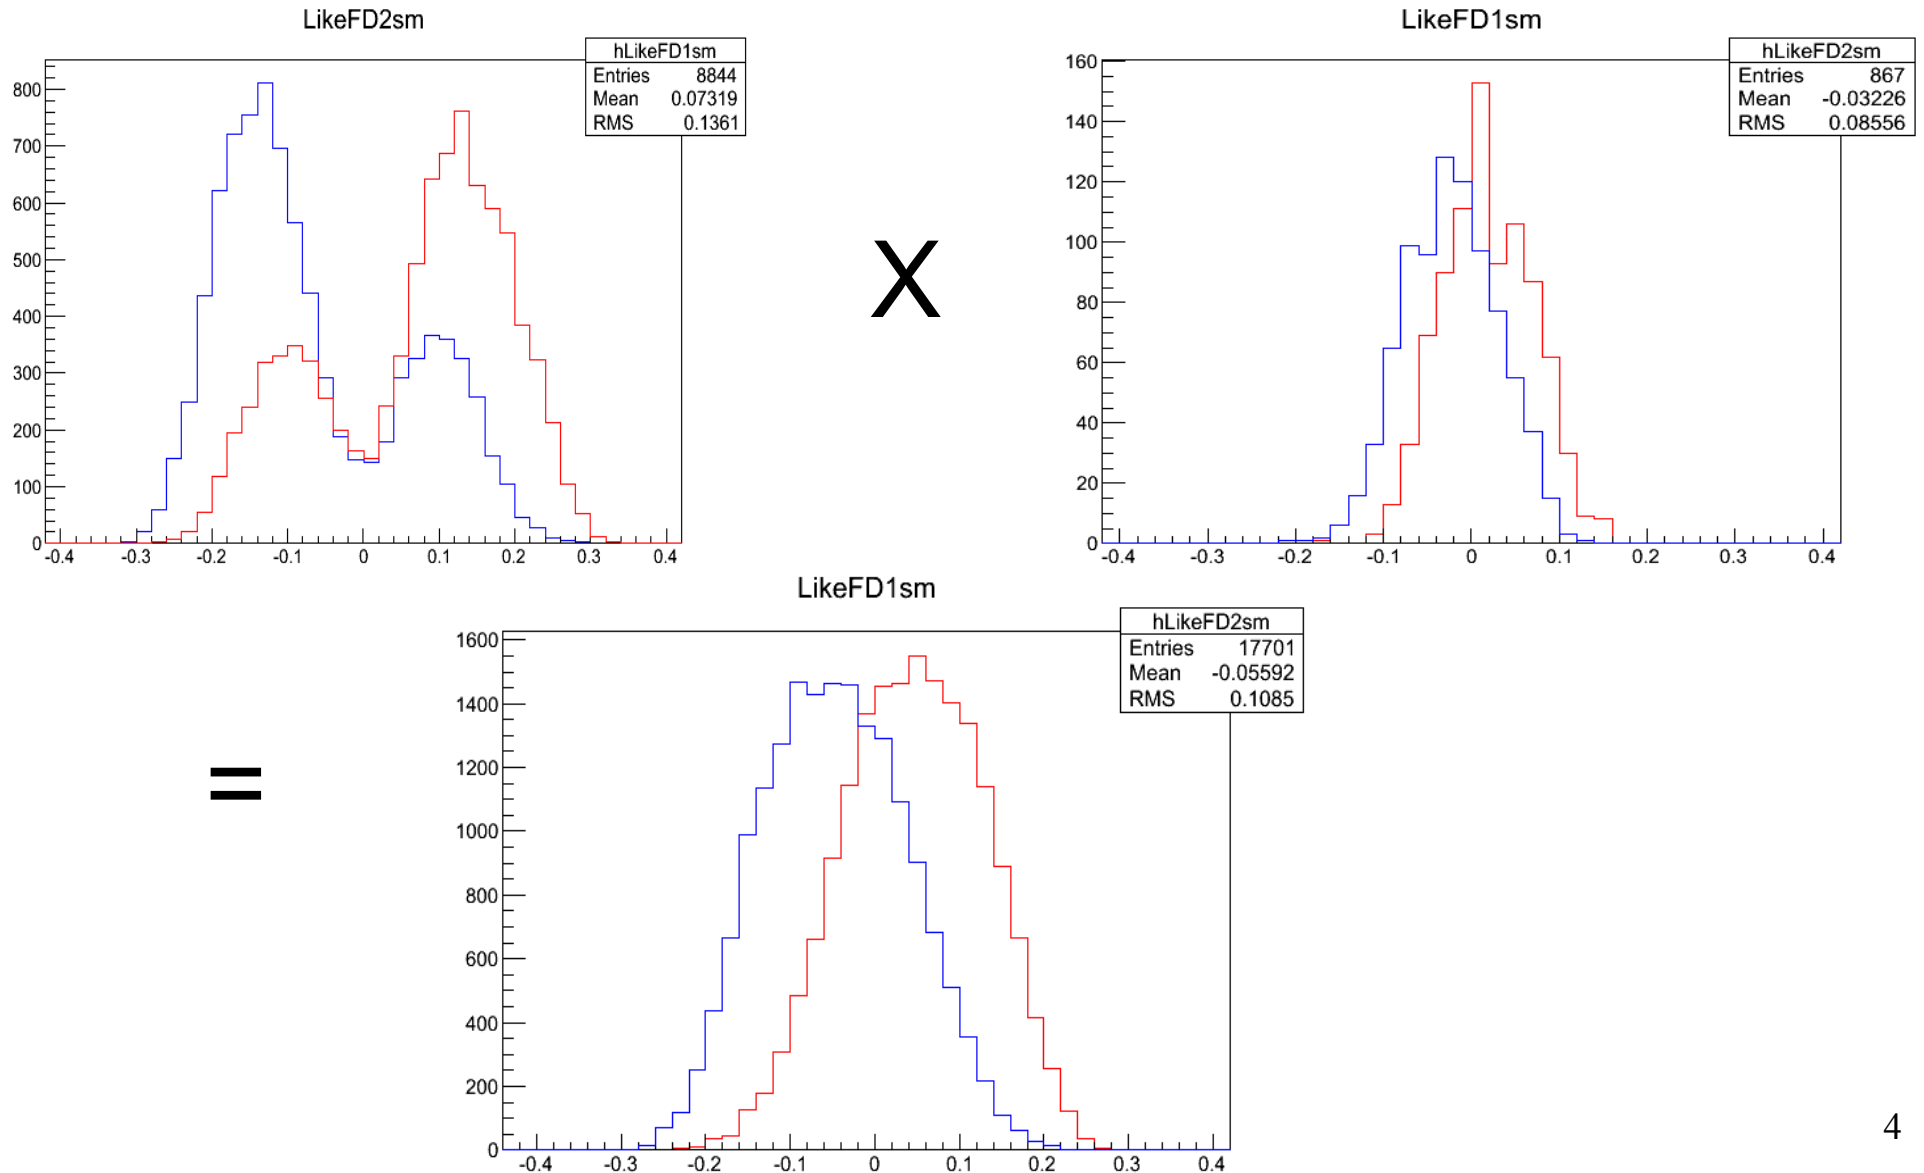 LikeFD2sm
hLikeFD1sm
Entries 8844
Mean 0.07319
RMS 0.1361
800
700
600
500
400
300
200
100
0
-0.4 -0.3 -0.2 -0.1 0 0.1 0.2 0.3 0.4
X
LikeFD1sm
hLikeFD2sm
Entries 867
Mean -0.03226
RMS 0.08556
160
140
120
100
80
60
40
20
0
-0.4 -0.3 -0.2 -0.1 0 0.1 0.2 0.3 0.4
=
LikeFD1sm
hLikeFD2sm
Entries 17701
Mean -0.05592
RMS 0.1085
1600
1400
1200
1000
800
600
400
200
0
-0.4 -0.3 -0.2 -0.1 0 0.1 0.2 0.3 0.4
4